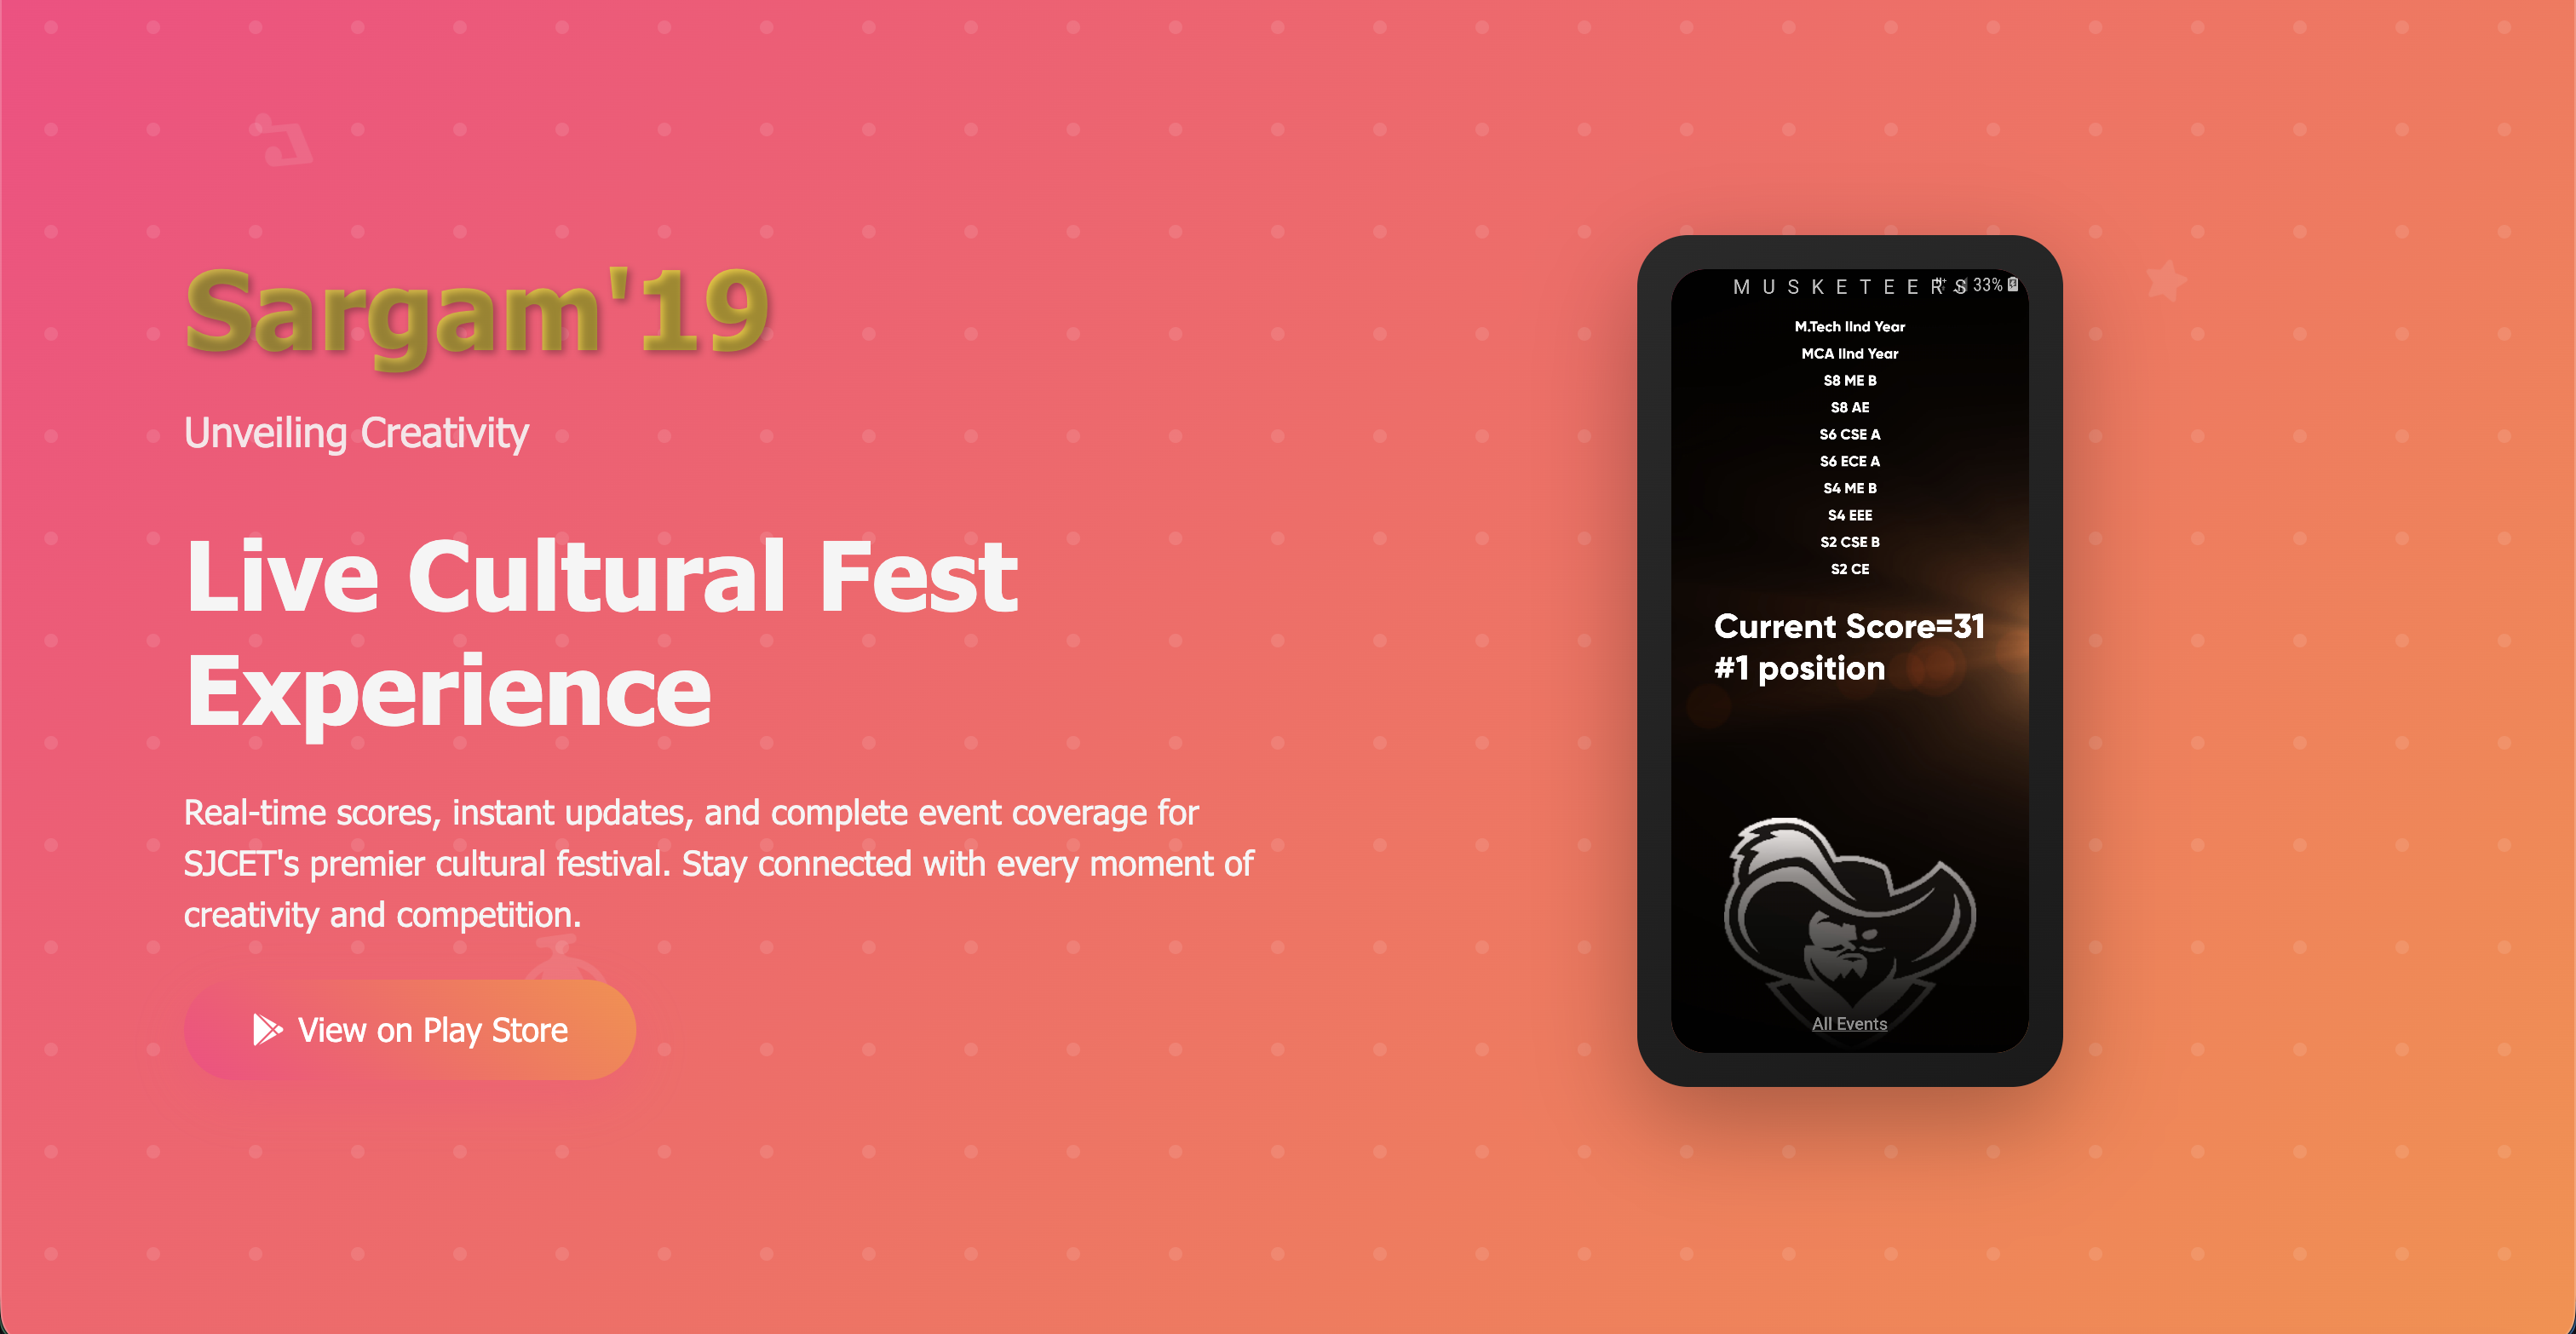 Sargam'19
Unveiling Creativity
Live Cultural Fest
Experience
Real-time scores, instant updates, and complete event coverage for
SJCET's premier cultural festival. Stay connected with every moment of
creativity and competition.
View on Play Store
MUSKETEERS 33%
M.Tech IInd Year
MCA IInd Year
S8 ME B
S8 AE
S6 CSE A
S6 ECE A
S4 ME B
S4 EEE
S2 CSE B
S2 CE
Current Score=31
#1 position
All Events